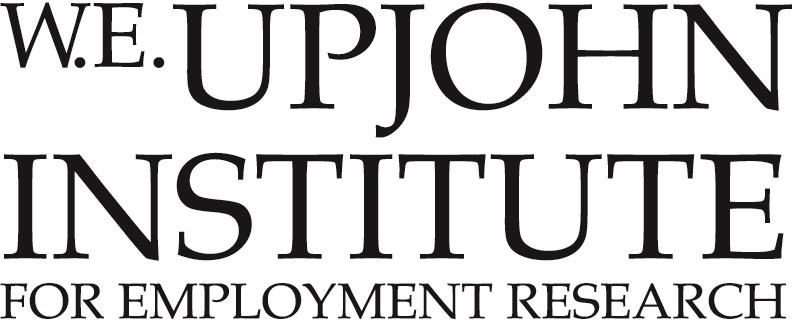 W.E. UPJOHN
INSTITUTE
FOR EMPLOYMENT RESEARCH